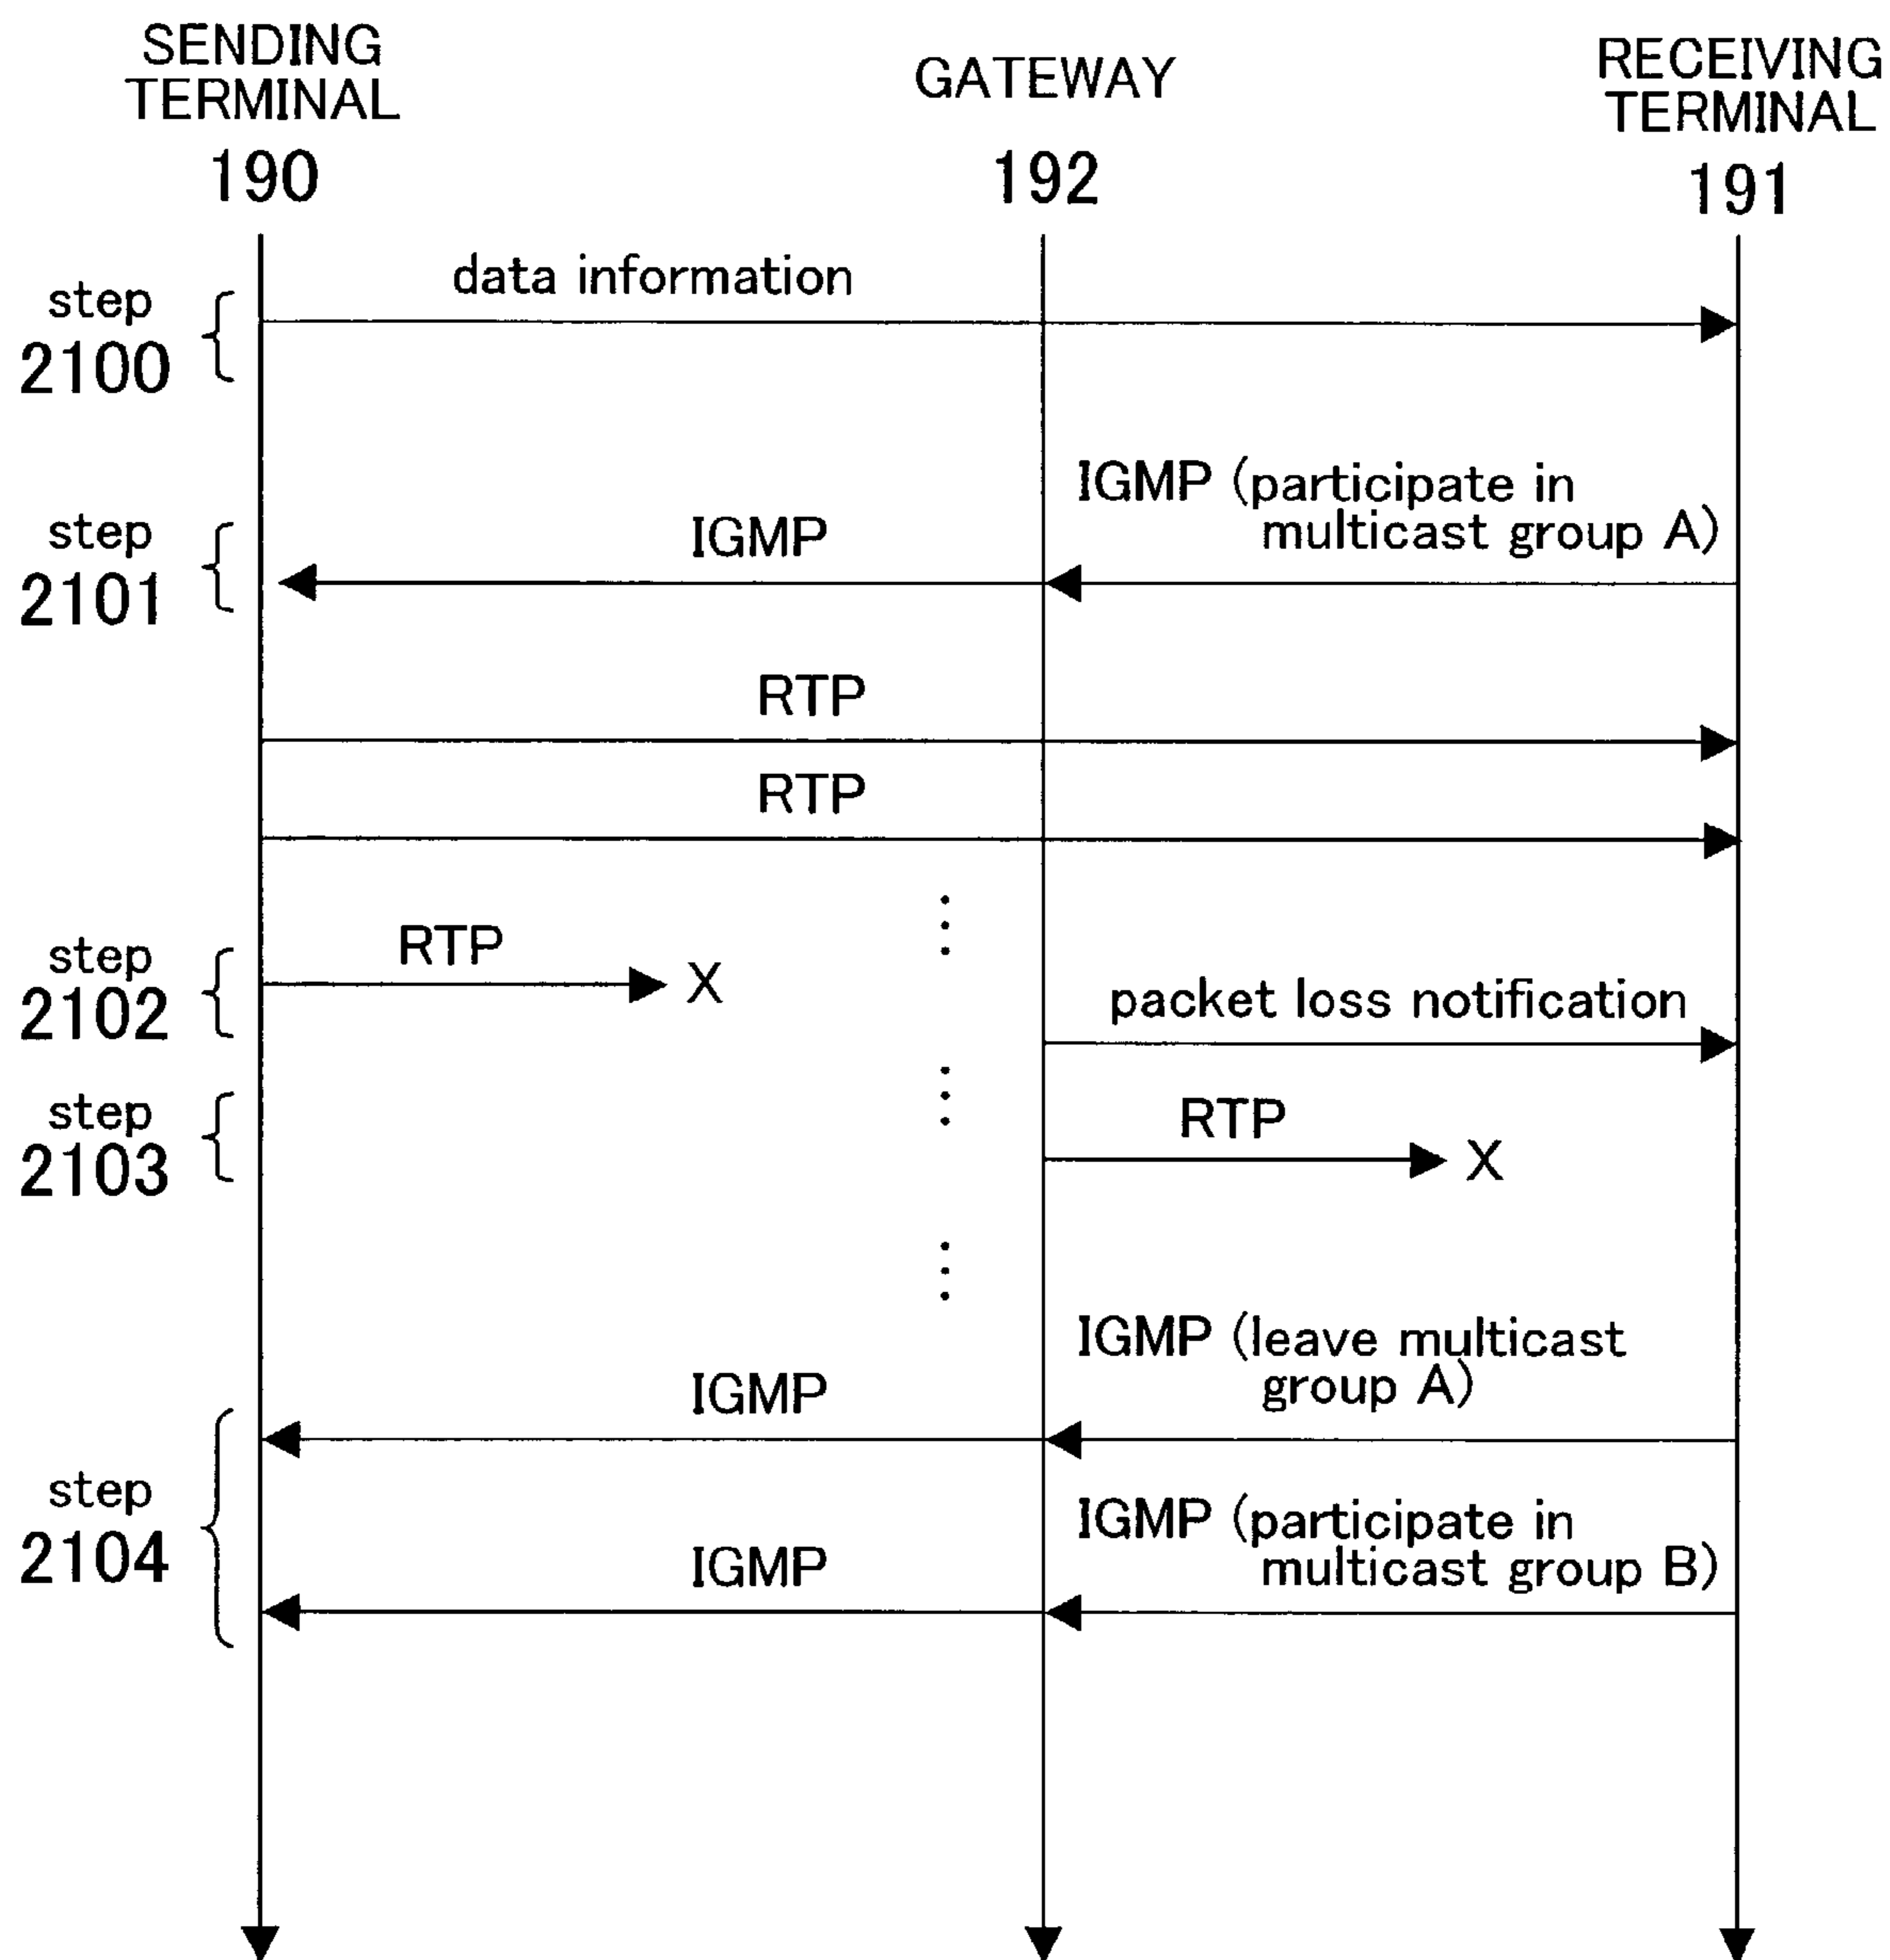 SENDING
TERMINAL
190
GATEWAY
192
RECEIVING
TERMINAL
191
step
2100
data information
step
2101
IGMP
IGMP (participate in
multicast group A)
RTP
RTP
step
2102
RTP
X
packet loss notification
step
2103
RTP
X
IGMP
IGMP (leave multicast
group A)
step
2104
IGMP
IGMP (participate in
multicast group B)